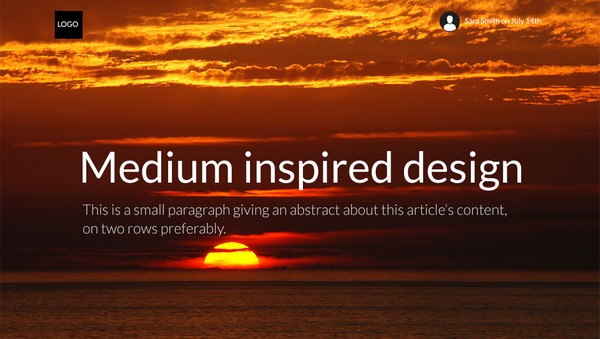 LOGO
Sara Smith on July 14th
Medium inspired design
This is a small paragraph giving an abstract about this article's content,
on two rows preferably.